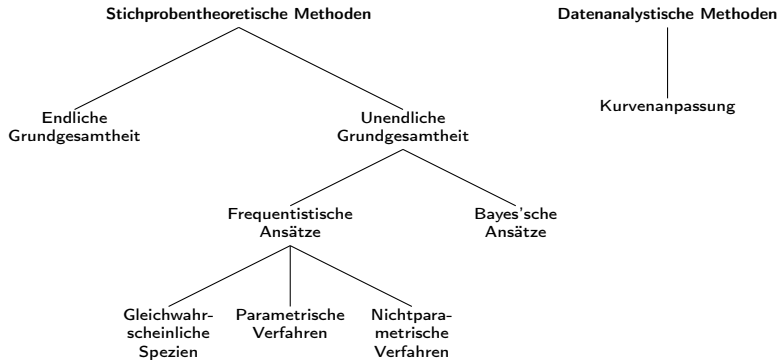 Stichprobentheoretische Methoden
Datenanalystische Methoden
Endliche
Grundgesamtheit
Unendliche
Grundgesamtheit
Kurvenanpassung
Frequentistische
Ansätze
Bayes'sche
Ansätze
Gleichwahr-
scheinliche
Spezien
Parametrische
Verfahren
Nichtpara-
metrische
Verfahren